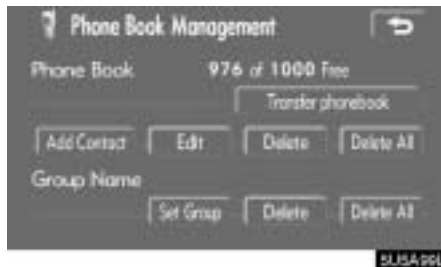 Phone Book Management
Phone Book 976 of 1000 Free
Transfer phonebook
Add Contact Edit Delete Delete All
Group Name
Set Group Delete Delete All